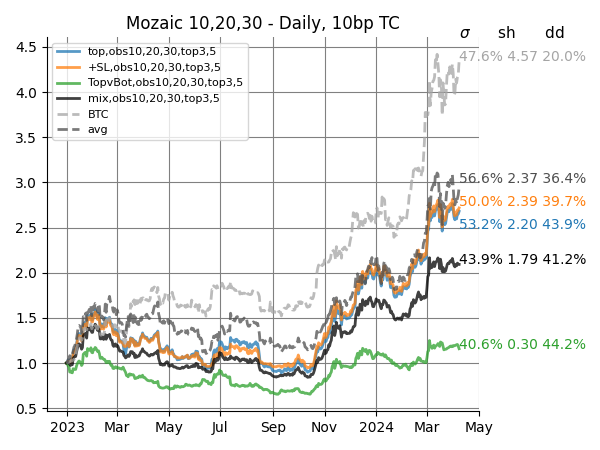 Mozaic 10,20,30 - Daily, 10bp TC
σ sh dd
top,obs10,20,30,top3,5
+SL,obs10,20,30,top3,5
TopvBot,obs10,20,30,top3,5
mix,obs10,20,30,top3,5
BTC
avg
47.6% 4.57 20.0%
56.6% 2.37 36.4%
50.0% 2.39 39.7%
53.2% 2.20 43.9%
43.9% 1.79 41.2%
40.6% 0.30 44.2%
4.5
4.0
3.5
3.0
2.5
2.0
1.5
1.0
0.5
2023 Mar May Jul Sep Nov 2024 Mar May